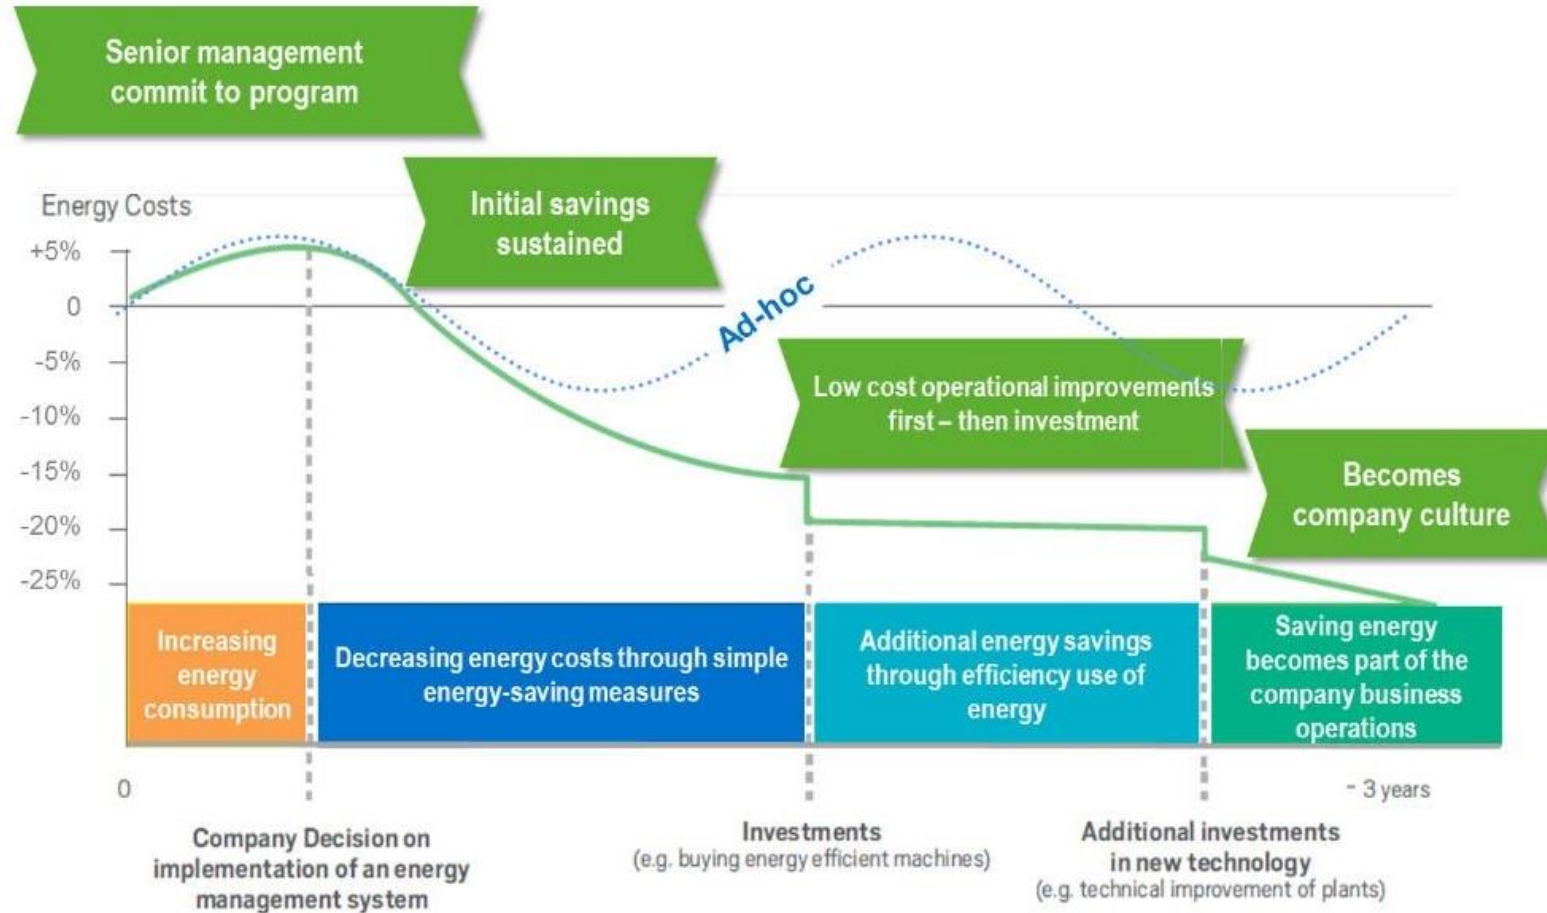 Senior management
commit to program
Initial savings
sustained
Energy Costs
+5%
0
-5%
-10%
-15%
-20%
-25%
Ad-hoc
Low cost operational improvements
first – then investment
Becomes
company culture
Increasing
energy
consumption
Decreasing energy costs through simple
energy-saving measures
Additional energy savings
through efficiency use of
energy
Saving energy
becomes part of the
company business
operations
0
~ 3 years
Company Decision on
implementation of an energy
management system
Investments
(e.g. buying energy efficient machines)
Additional investments
in new technology
(e.g. technical improvement of plants)